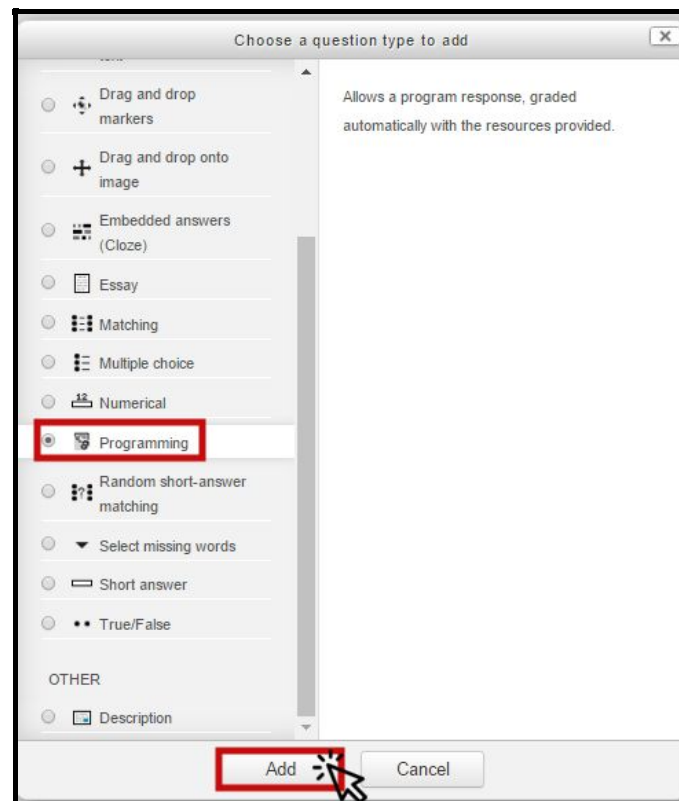 Choose a question type to add
Drag and drop
markers
Drag and drop onto
image
Embedded answers
(Cloze)
Essay
Matching
Multiple choice
12
Numerical
Programming
Random short-answer
matching
Select missing words
Short answer
True/False
OTHER
Description
Allows a program response, graded
automatically with the resources provided.
Add
Cancel